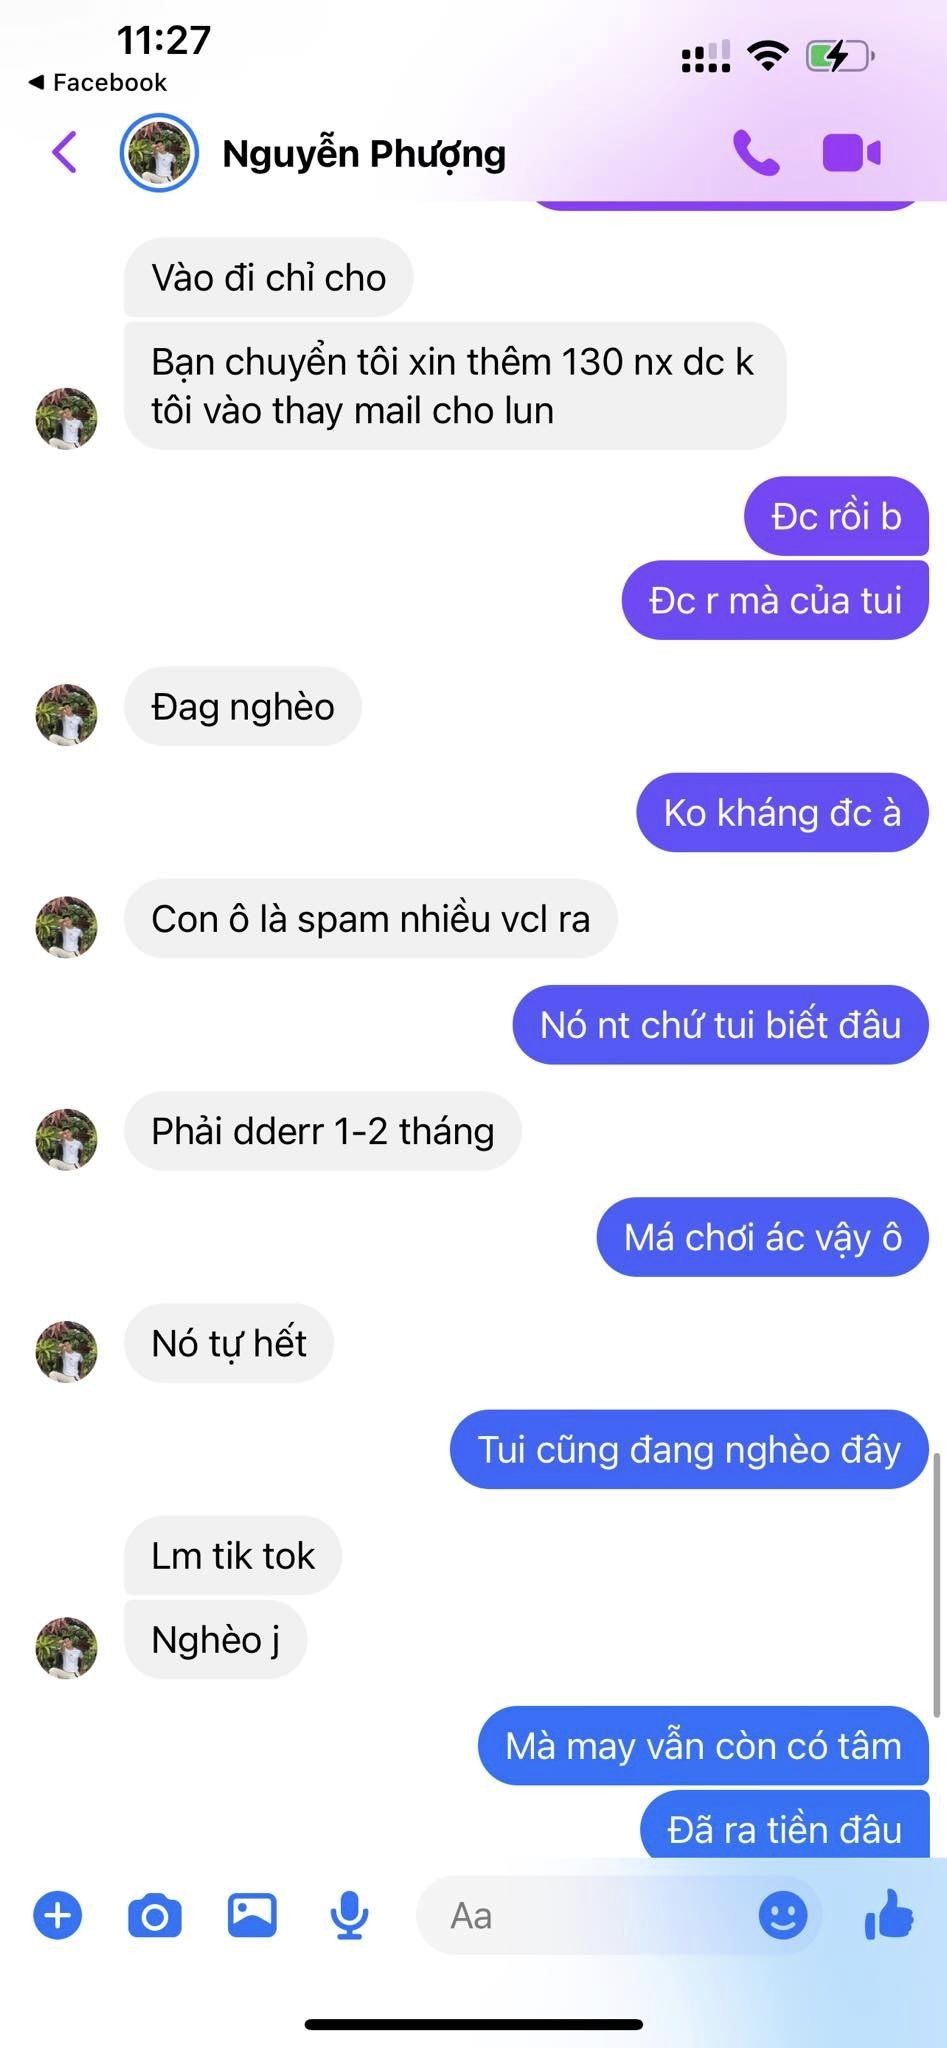 11:27
Facebook
Nguyễn Phượng
Vào đi chỉ cho
Bạn chuyển tôi xin thêm 130 nx dc k
tôi vào thay mail cho lun
Đc rồi b
Đc r mà của tui
Đag nghèo
Ko kháng đc à
Con ô là spam nhiều vcl ra
Nó nt chứ tui biết đâu
Phải dderr 1-2 tháng
Má chơi ác vậy ô
Nó tự hết
Tui cũng đang nghèo đây
Lm tik tok
Nghèo j
Mà may vẫn còn có tâm
Đã ra tiền đâu
Aa